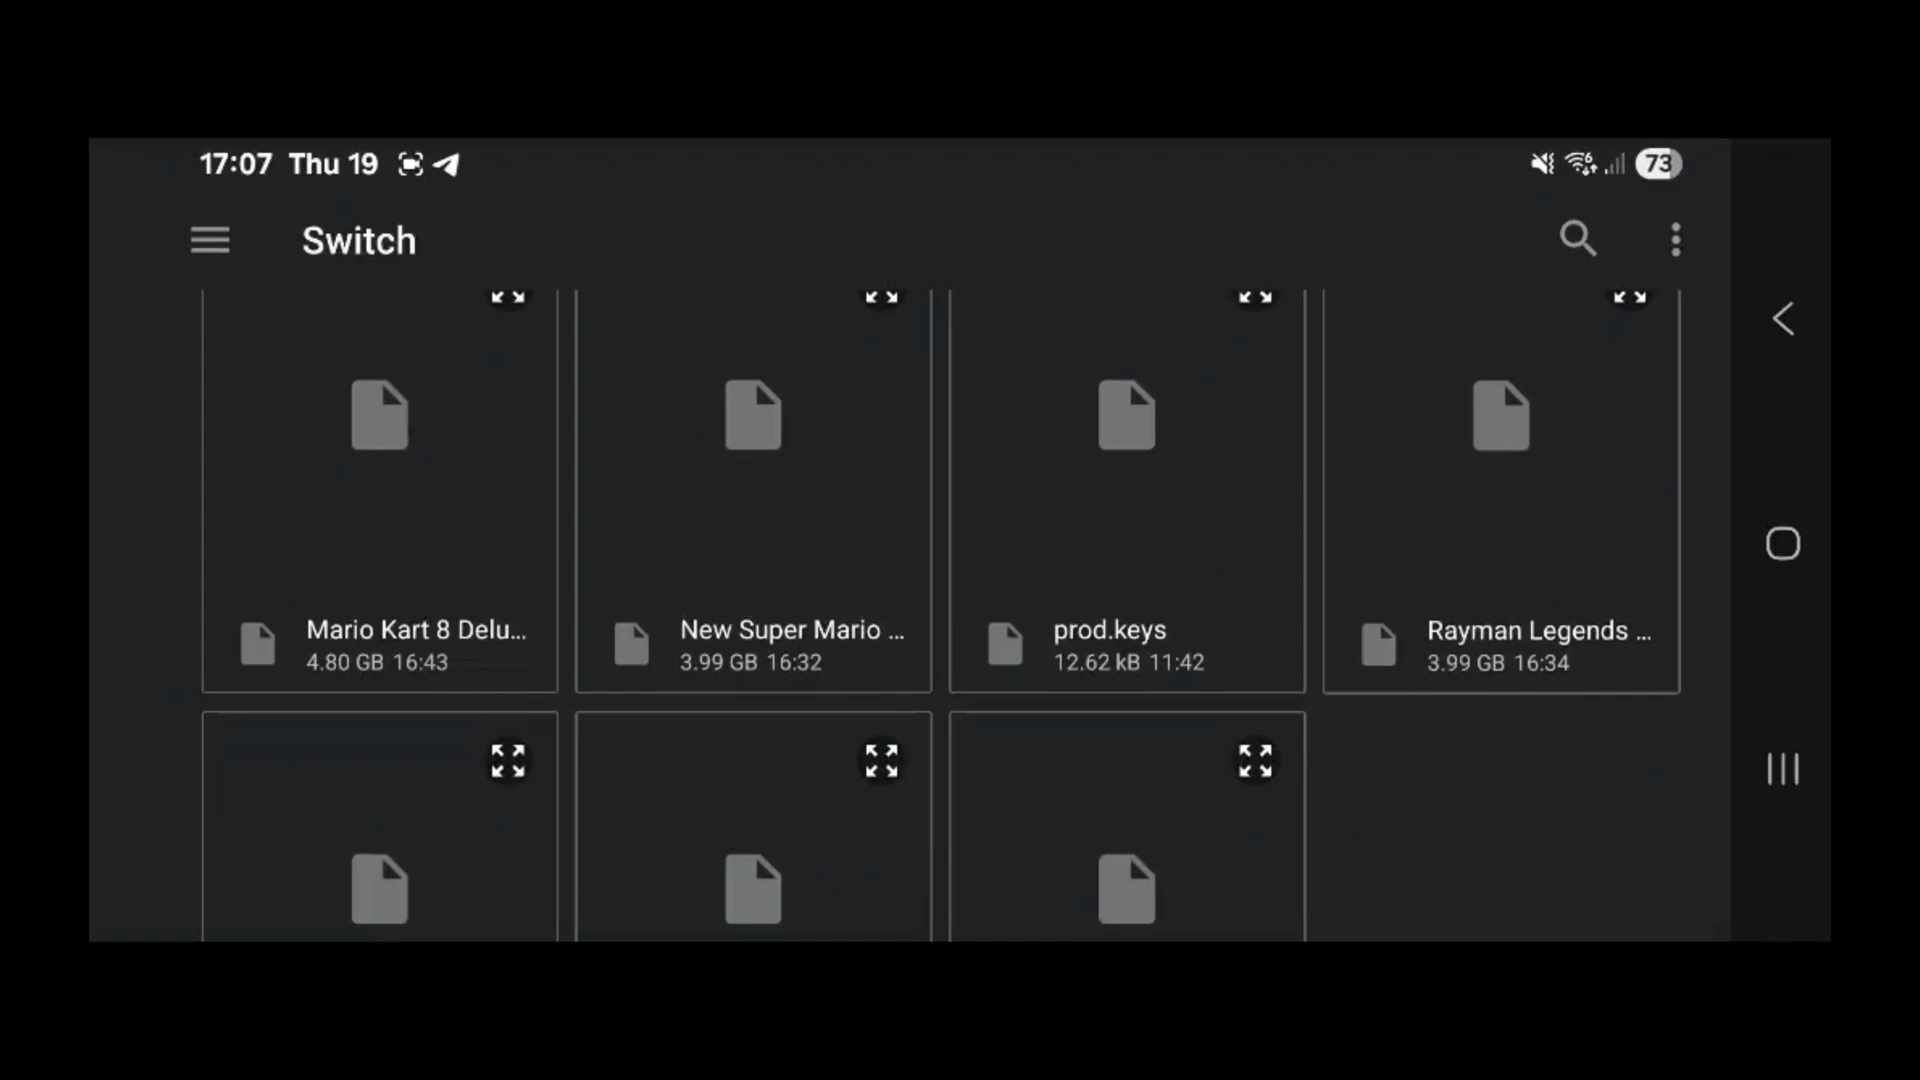 17:07 Thu 19
73
Switch
Mario Kart 8 Delu...
4.80 GB 16:43
New Super Mario ...
3.99 GB 16:32
prod.keys
12.62 kB 11:42
Rayman Legends ...
3.99 GB 16:34